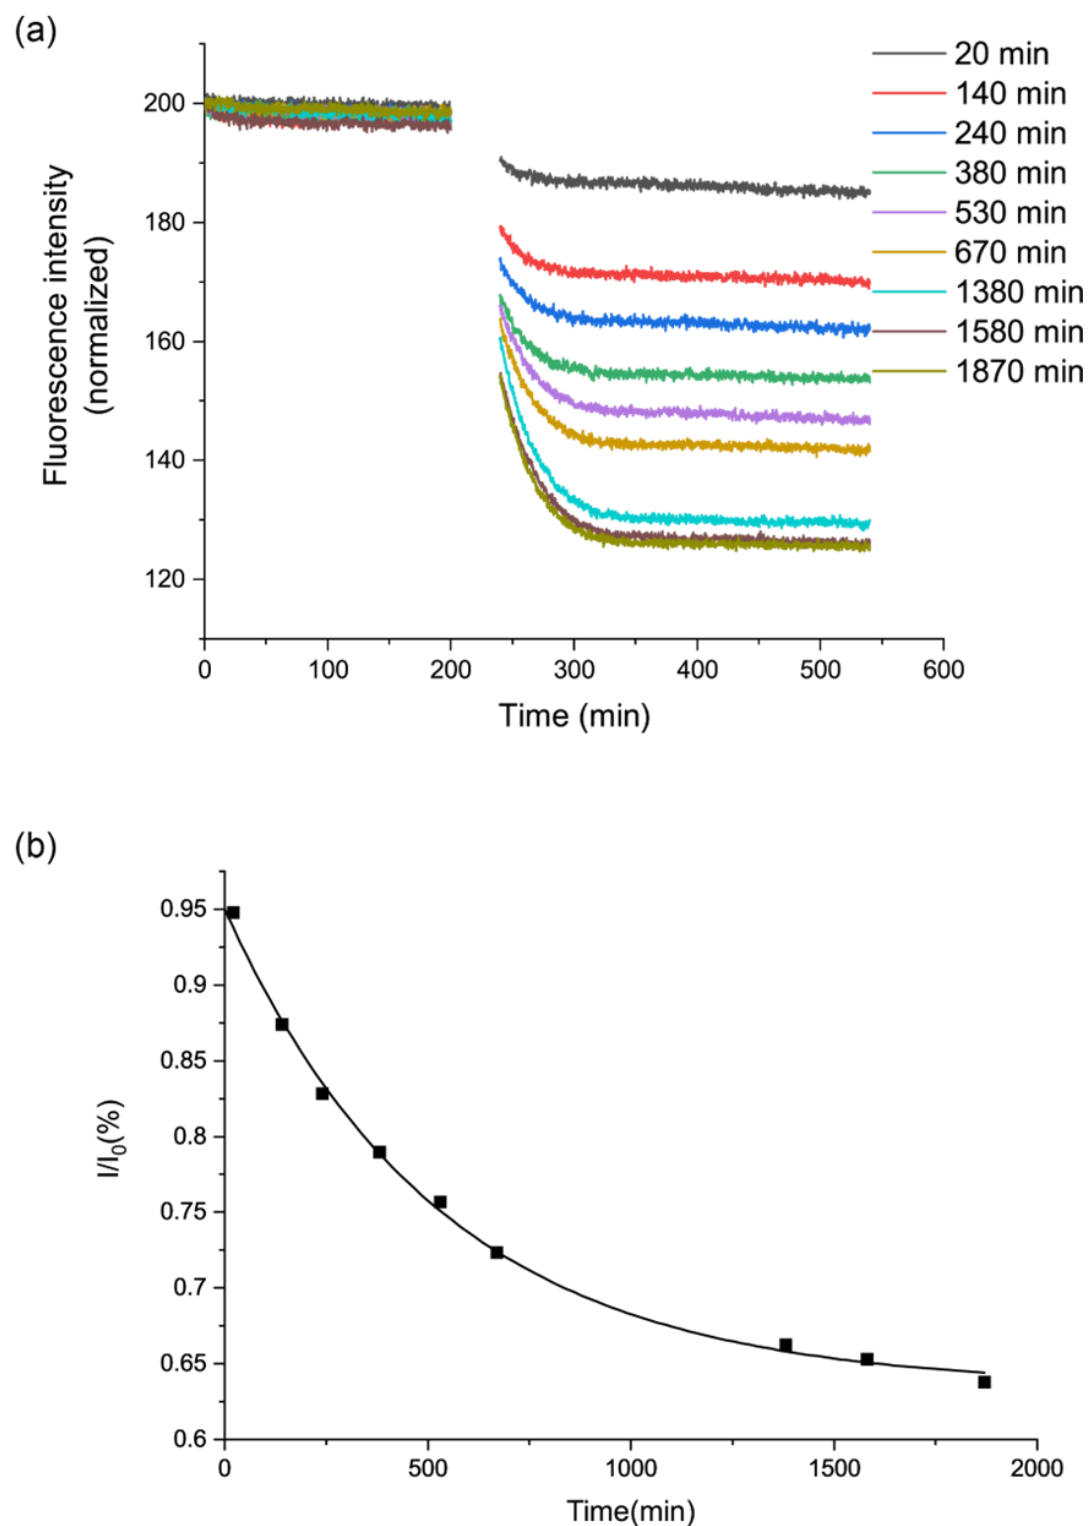 (a)
20 min
140 min
240 min
380 min
530 min
670 min
1380 min
1580 min
1870 min
Fluorescence intensity
(normalized)
200
180
160
140
120
0 100 200 300 400 500 600
Time (min)
(b)
I/I₀(%)
0.95
0.9
0.85
0.8
0.75
0.7
0.65
0.6
0 500 1000 1500 2000
Time(min)